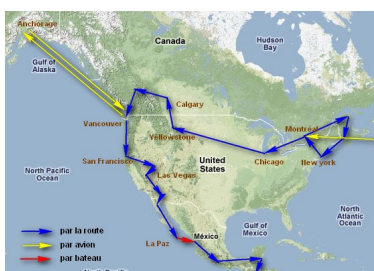 Anchorage
Canada
Hudson
Bay
Gulf of
Alaska
Calgary
Vancouver
Montréal
Yellowstone
San Francisco
United
States
Chicago
New york
North Pacific
Ocean
Las Vegas
North
Atlantic
Ocean
Gulf of
Mexico
La Paz
México
par la route
par avion
par bateau